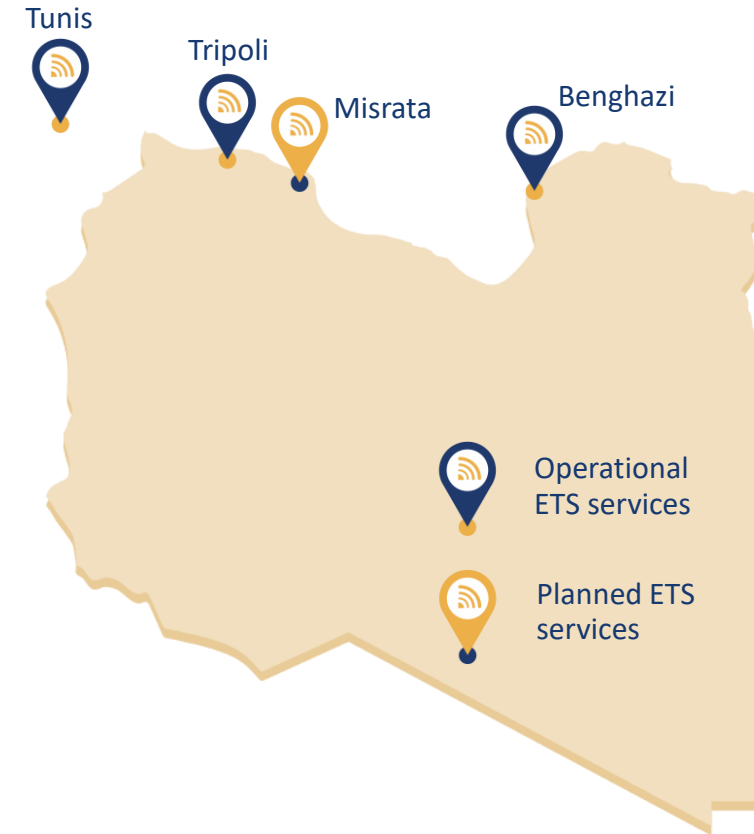 Tunis
Tripoli
Misrata
Benghazi
Operational
ETS services
Planned ETS
services